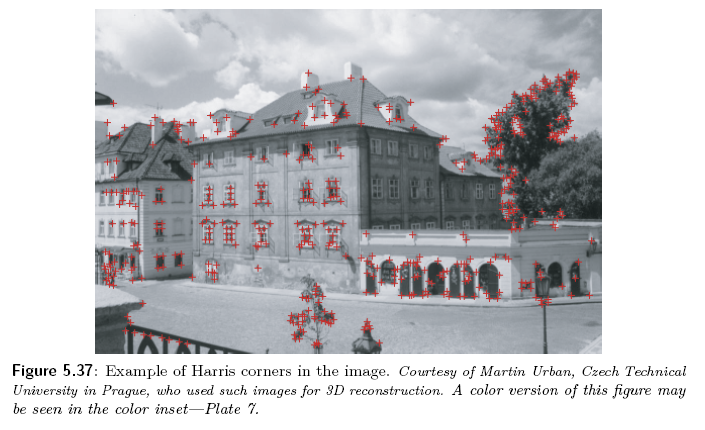 Figure 5.37: Example of Harris corners in the image. Courtesy of Martin Urban, Czech Technical
University in Prague, who used such images for 3D reconstruction. A color version of this figure may
be seen in the color inset—Plate 7.